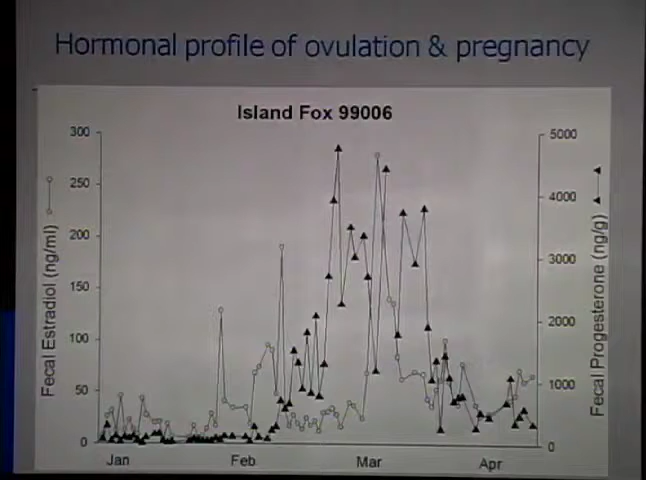 Hormonal profile of ovulation & pregnancy
Island Fox 99006
Fecal Estradiol (ng/ml)
300
250
200
150
100
50
0
Jan
Feb
Mar
Apr
5000
4000
3000
2000
1000
0
Fecal Progesterone (ng/g)